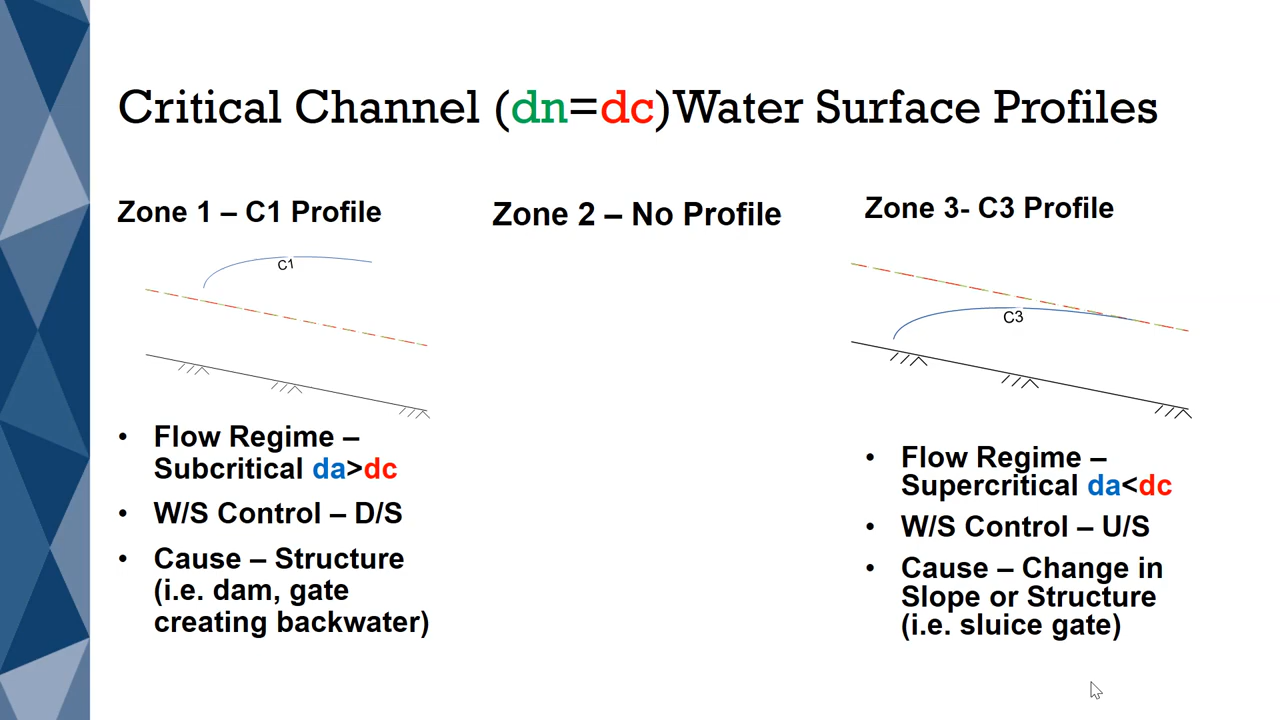 Critical Channel (dn=dc)Water Surface Profiles
Zone 1 – C1 Profile
C1
• Flow Regime –
Subcritical da>dc
• W/S Control – D/S
• Cause – Structure
(i.e. dam, gate
creating backwater)
Zone 2 – No Profile
Zone 3- C3 Profile
C3
• Flow Regime –
Supercritical da<dc
• W/S Control – U/S
• Cause – Change in
Slope or Structure
(i.e. sluice gate)